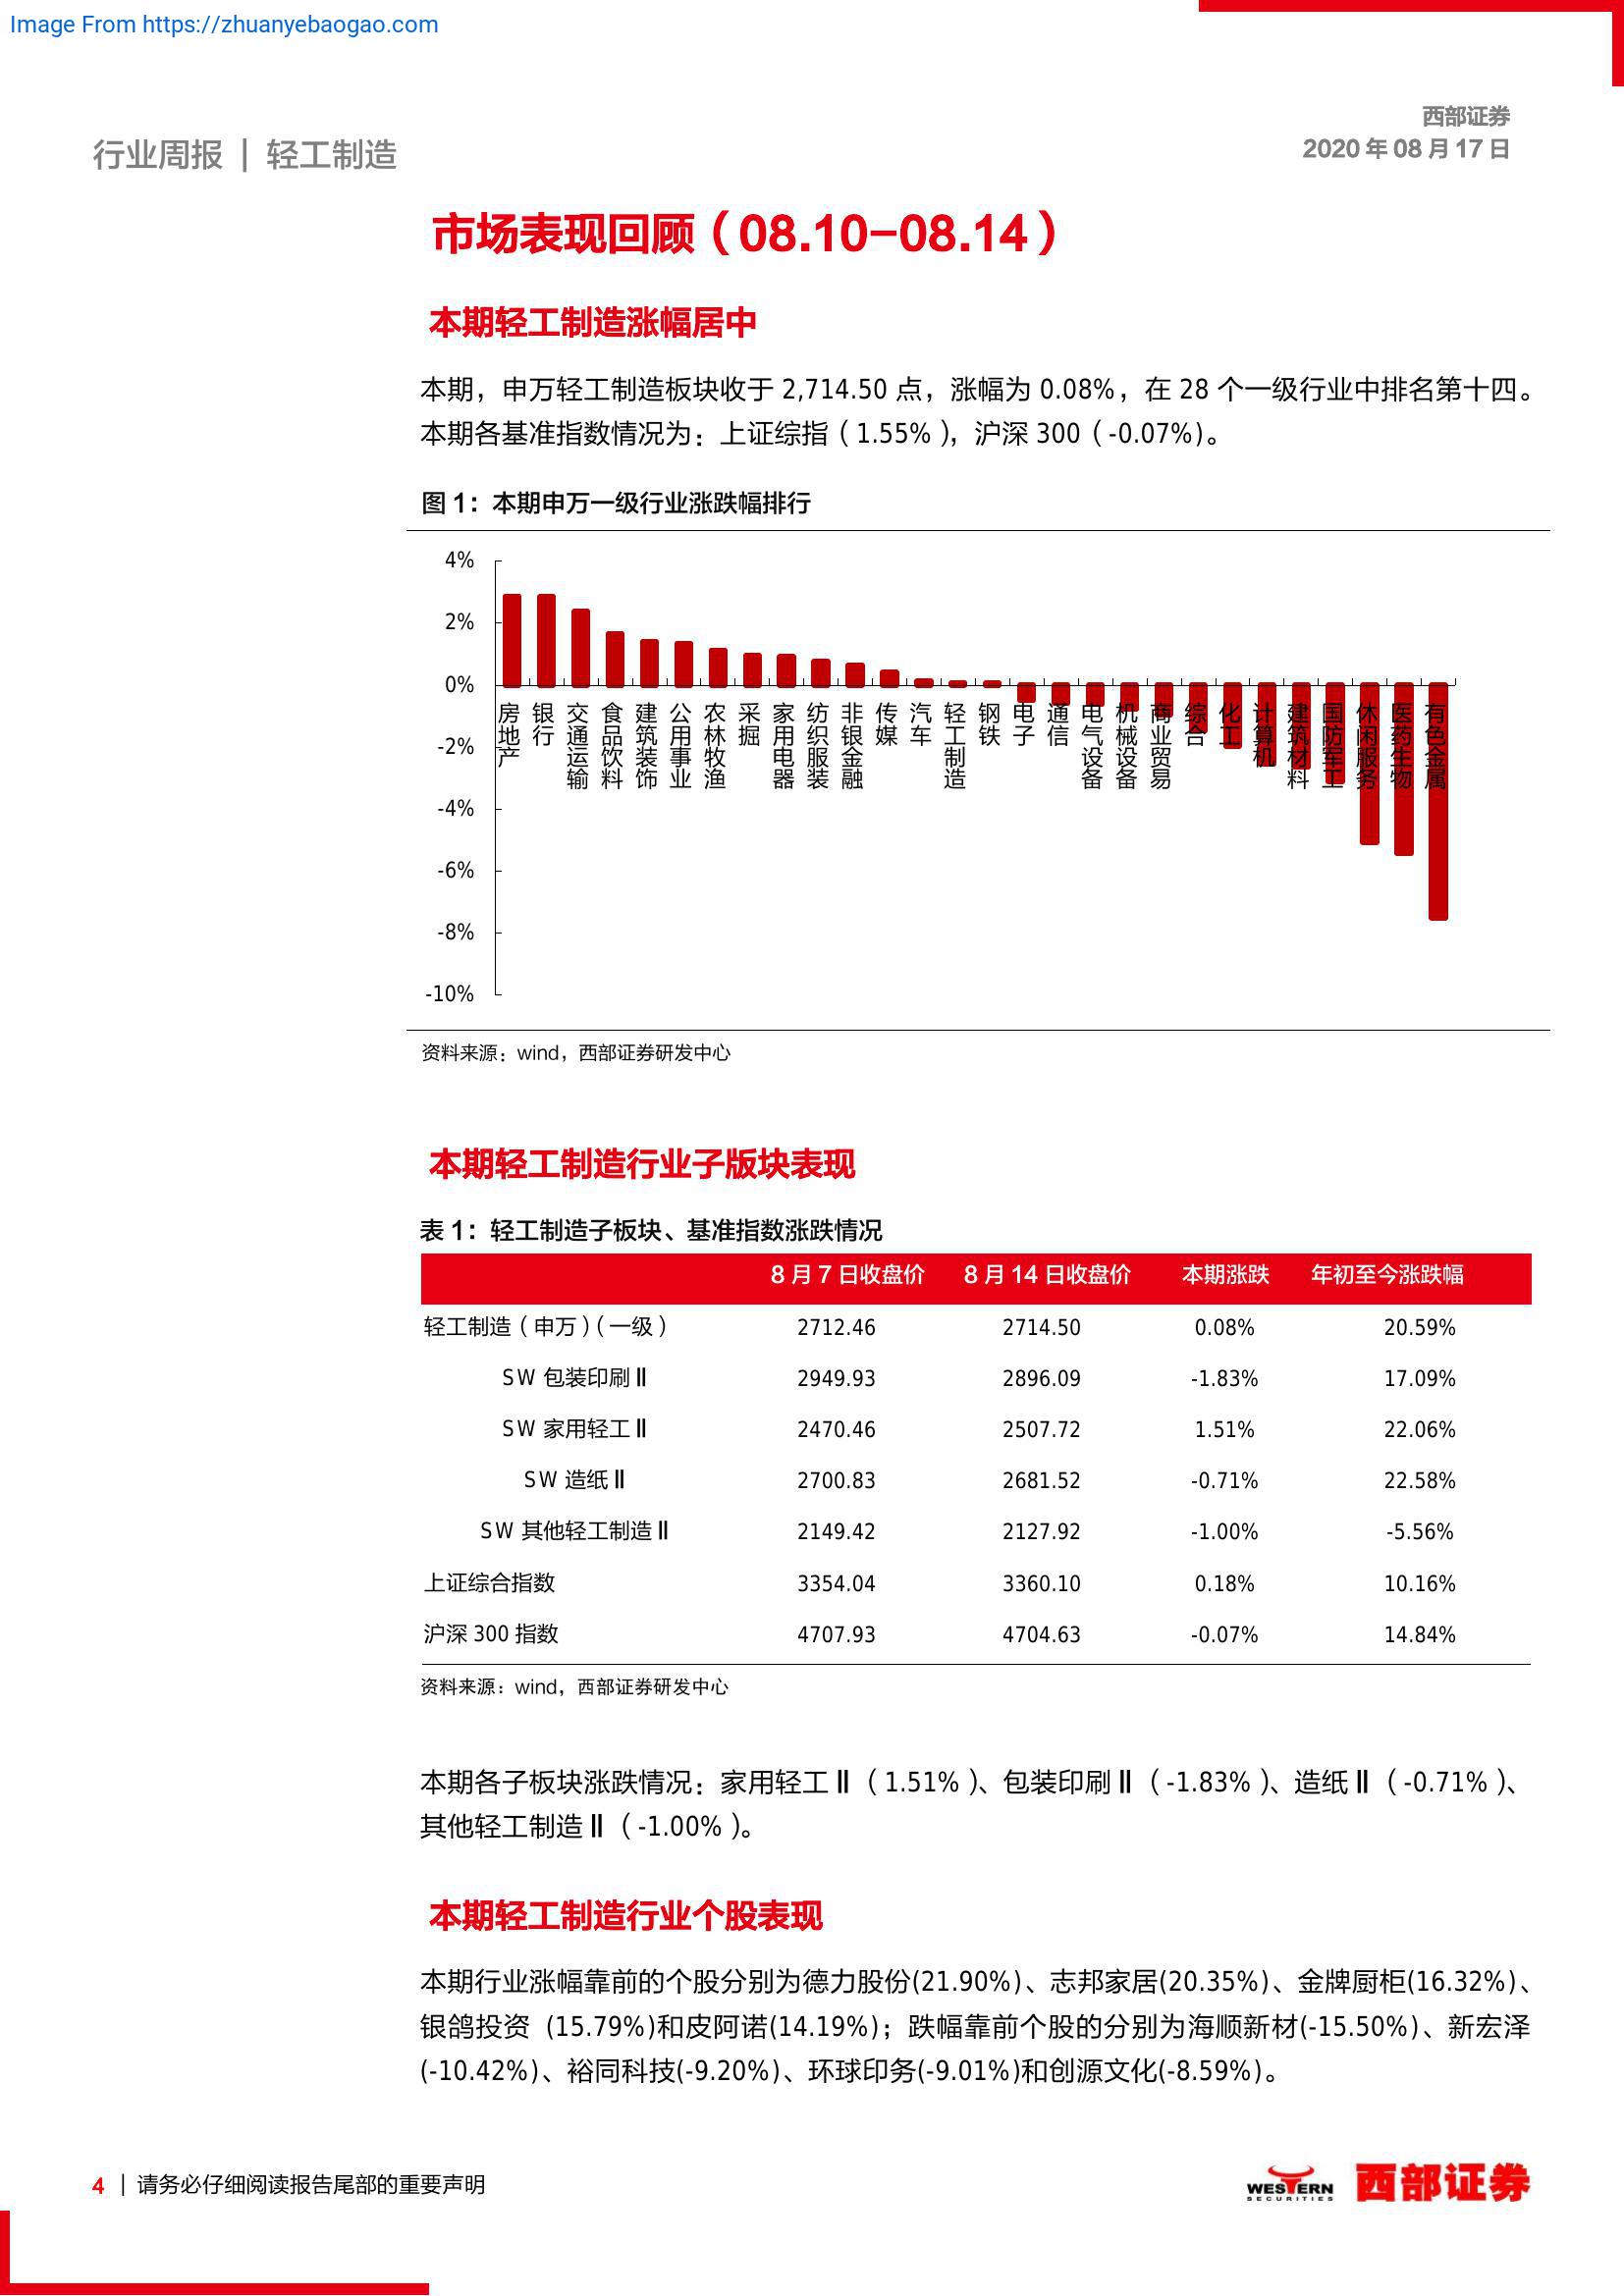 Image From https://zhuanyebaogao.com
西部证券
2020 年 08 月 17 日
行业周报 | 轻工制造
市场表现回顾（08.10-08.14）
本期轻工制造涨幅居中
本期，申万轻工制造板块收于 2,714.50 点，涨幅为 0.08%，在 28 个一级行业中排名第十四。
本期各基准指数情况为：上证综指（1.55%），沪深 300（-0.07%)。
图 1：本期申万一级行业涨跌幅排行
4%
2%
0%
-2%
-4%
-6%
-8%
-10%
房地产
银行
交通运输
食品饮料
建筑装饰
公用事业
农林牧渔
采掘
家用电器
纺织服装
非银金融
传媒
汽车
轻工制造
钢铁
电子
通信
电气设备
机械设备
商业贸易
综合
化工
计算机
建筑材料
国防军工
休闲服务
医药生物
有色金属
资料来源：wind，西部证券研发中心
本期轻工制造行业子版块表现
表 1：轻工制造子板块、基准指数涨跌情况
8 月 7 日收盘价 8 月 14 日收盘价 本期涨跌 年初至今涨跌幅
轻工制造（申万）（一级） 2712.46 2714.50 0.08% 20.59%
SW 包装印刷Ⅱ 2949.93 2896.09 -1.83% 17.09%
SW 家用轻工Ⅱ 2470.46 2507.72 1.51% 22.06%
SW 造纸Ⅱ 2700.83 2681.52 -0.71% 22.58%
SW 其他轻工制造Ⅱ 2149.42 2127.92 -1.00% -5.56%
上证综合指数 3354.04 3360.10 0.18% 10.16%
沪深 300 指数 4707.93 4704.63 -0.07% 14.84%
资料来源：wind，西部证券研发中心
本期各子板块涨跌情况：家用轻工Ⅱ（1.51%）、包装印刷Ⅱ（-1.83%）、造纸Ⅱ（-0.71%）、
其他轻工制造Ⅱ（-1.00%）。
本期轻工制造行业个股表现
本期行业涨幅靠前的个股分别为德力股份(21.90%)、志邦家居(20.35%)、金牌厨柜(16.32%)、
银鸽投资 (15.79%)和皮阿诺(14.19%)；跌幅靠前个股的分别为海顺新材(-15.50%)、新宏泽
(-10.42%)、裕同科技(-9.20%)、环球印务(-9.01%)和创源文化(-8.59%)。
4 | 请务必仔细阅读报告尾部的重要声明
WESTERN
SECURITIES
西部证券